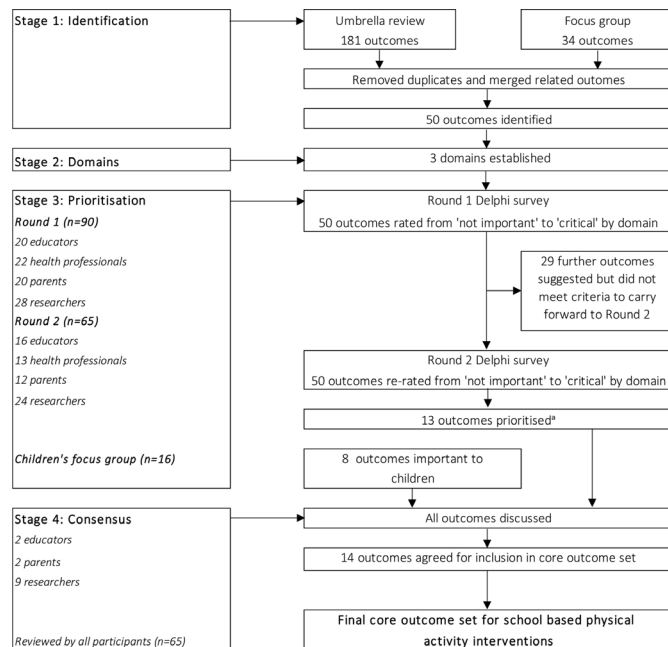 Stage 1: Identification
Umbrella review
181 outcomes
Focus group
34 outcomes
Removed duplicates and merged related outomes
50 outcomes identified
Stage 2: Domains
3 domains established
Stage 3: Prioritisation
Round 1 (n=90)
20 educators
22 health professionals
20 parents
28 researchers
Round 2 (n=65)
16 educators
13 health professionals
12 parents
24 researchers
Children's focus group (n=16)
Round 1 Delphi survey
50 outcomes rated from 'not important' to 'critical' by domain
29 further outcomes
suggested but did not
meet criteria to carry
forward to Round 2
Round 2 Delphi survey
50 outcomes re-rated from 'not important' to 'critical' by domain
13 outcomes prioritisedᵃ
8 outcomes important to
children
Stage 4: Consensus
2 educators
2 parents
9 researchers
Reviewed by all participants (n=65)
All outcomes discussed
14 outcomes agreed for inclusion in core outcome set
Final core outcome set for school based physical
activity interventions